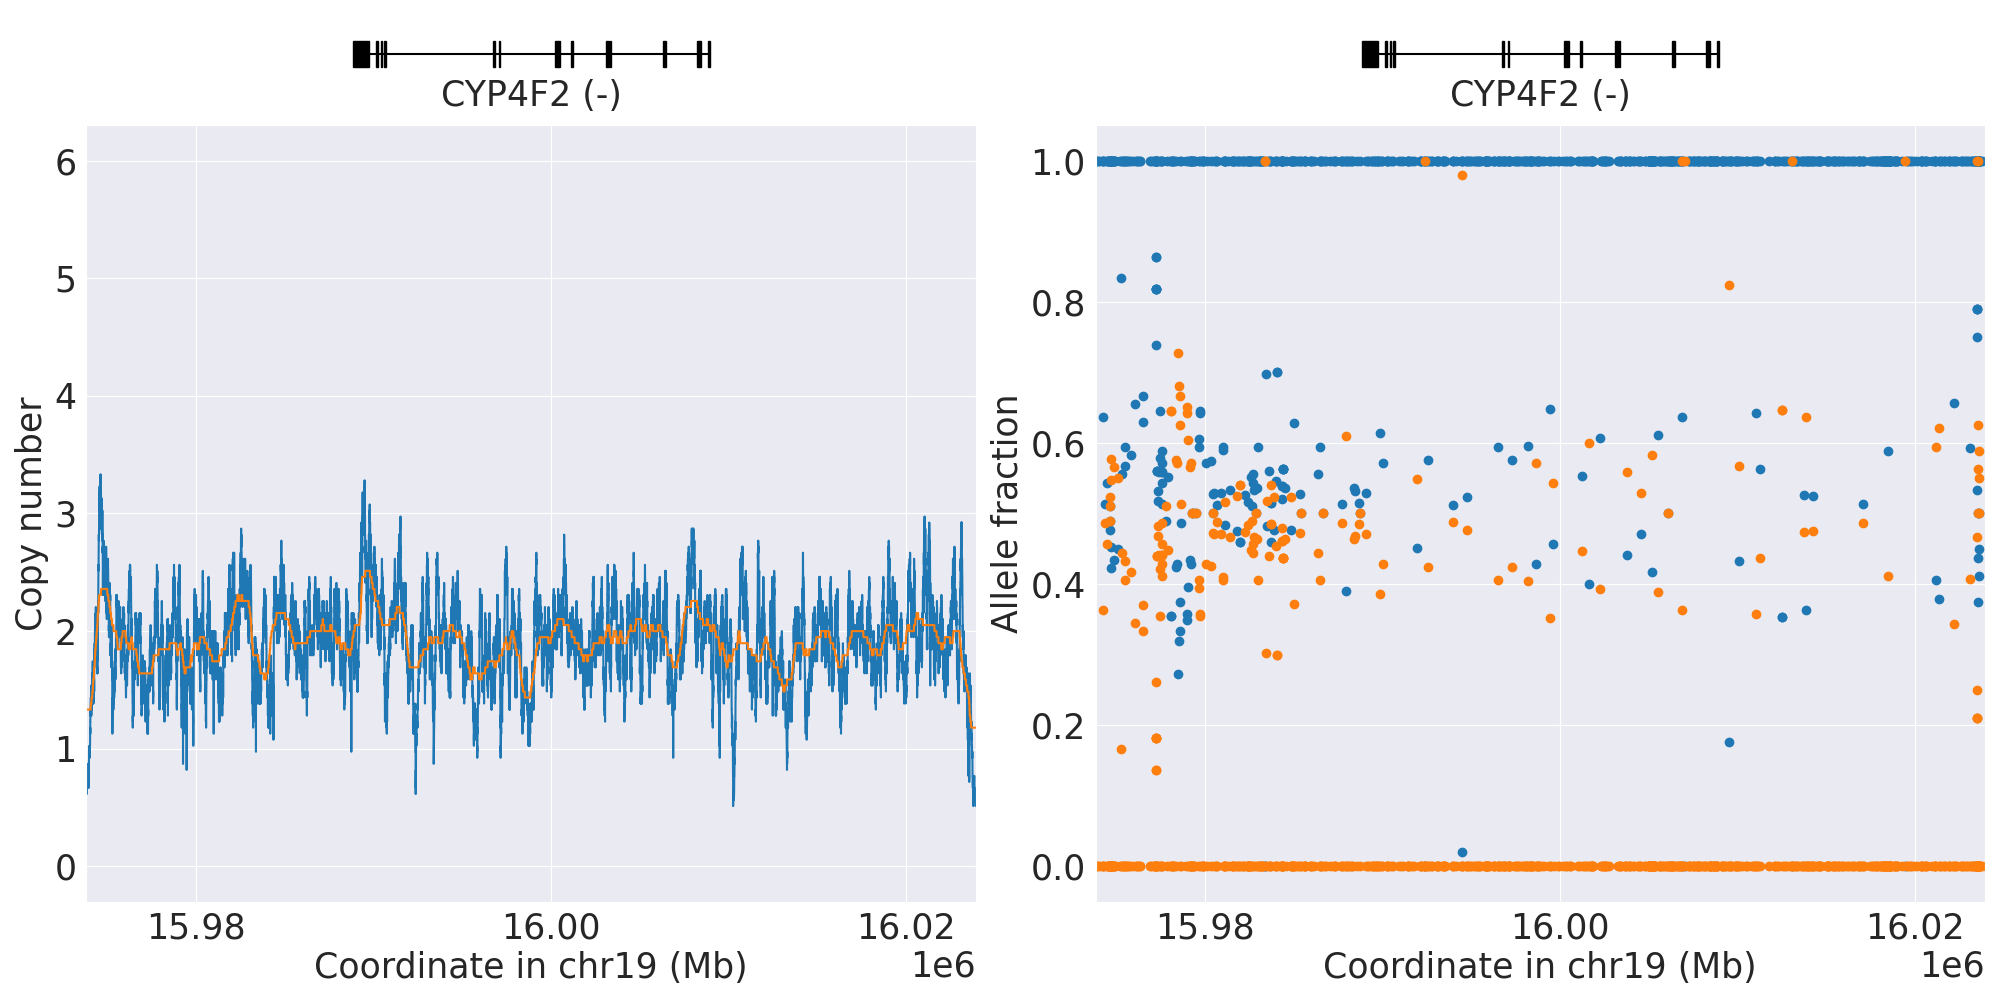 CYP4F2 (-)
6
5
4
3
2
1
0
Copy number
15.98
16.00
16.02
Coordinate in chr19 (Mb)
1e6
CYP4F2 (-)
1.0
0.8
0.6
0.4
0.2
0.0
Allele fraction
15.98
16.00
16.02
Coordinate in chr19 (Mb)
1e6